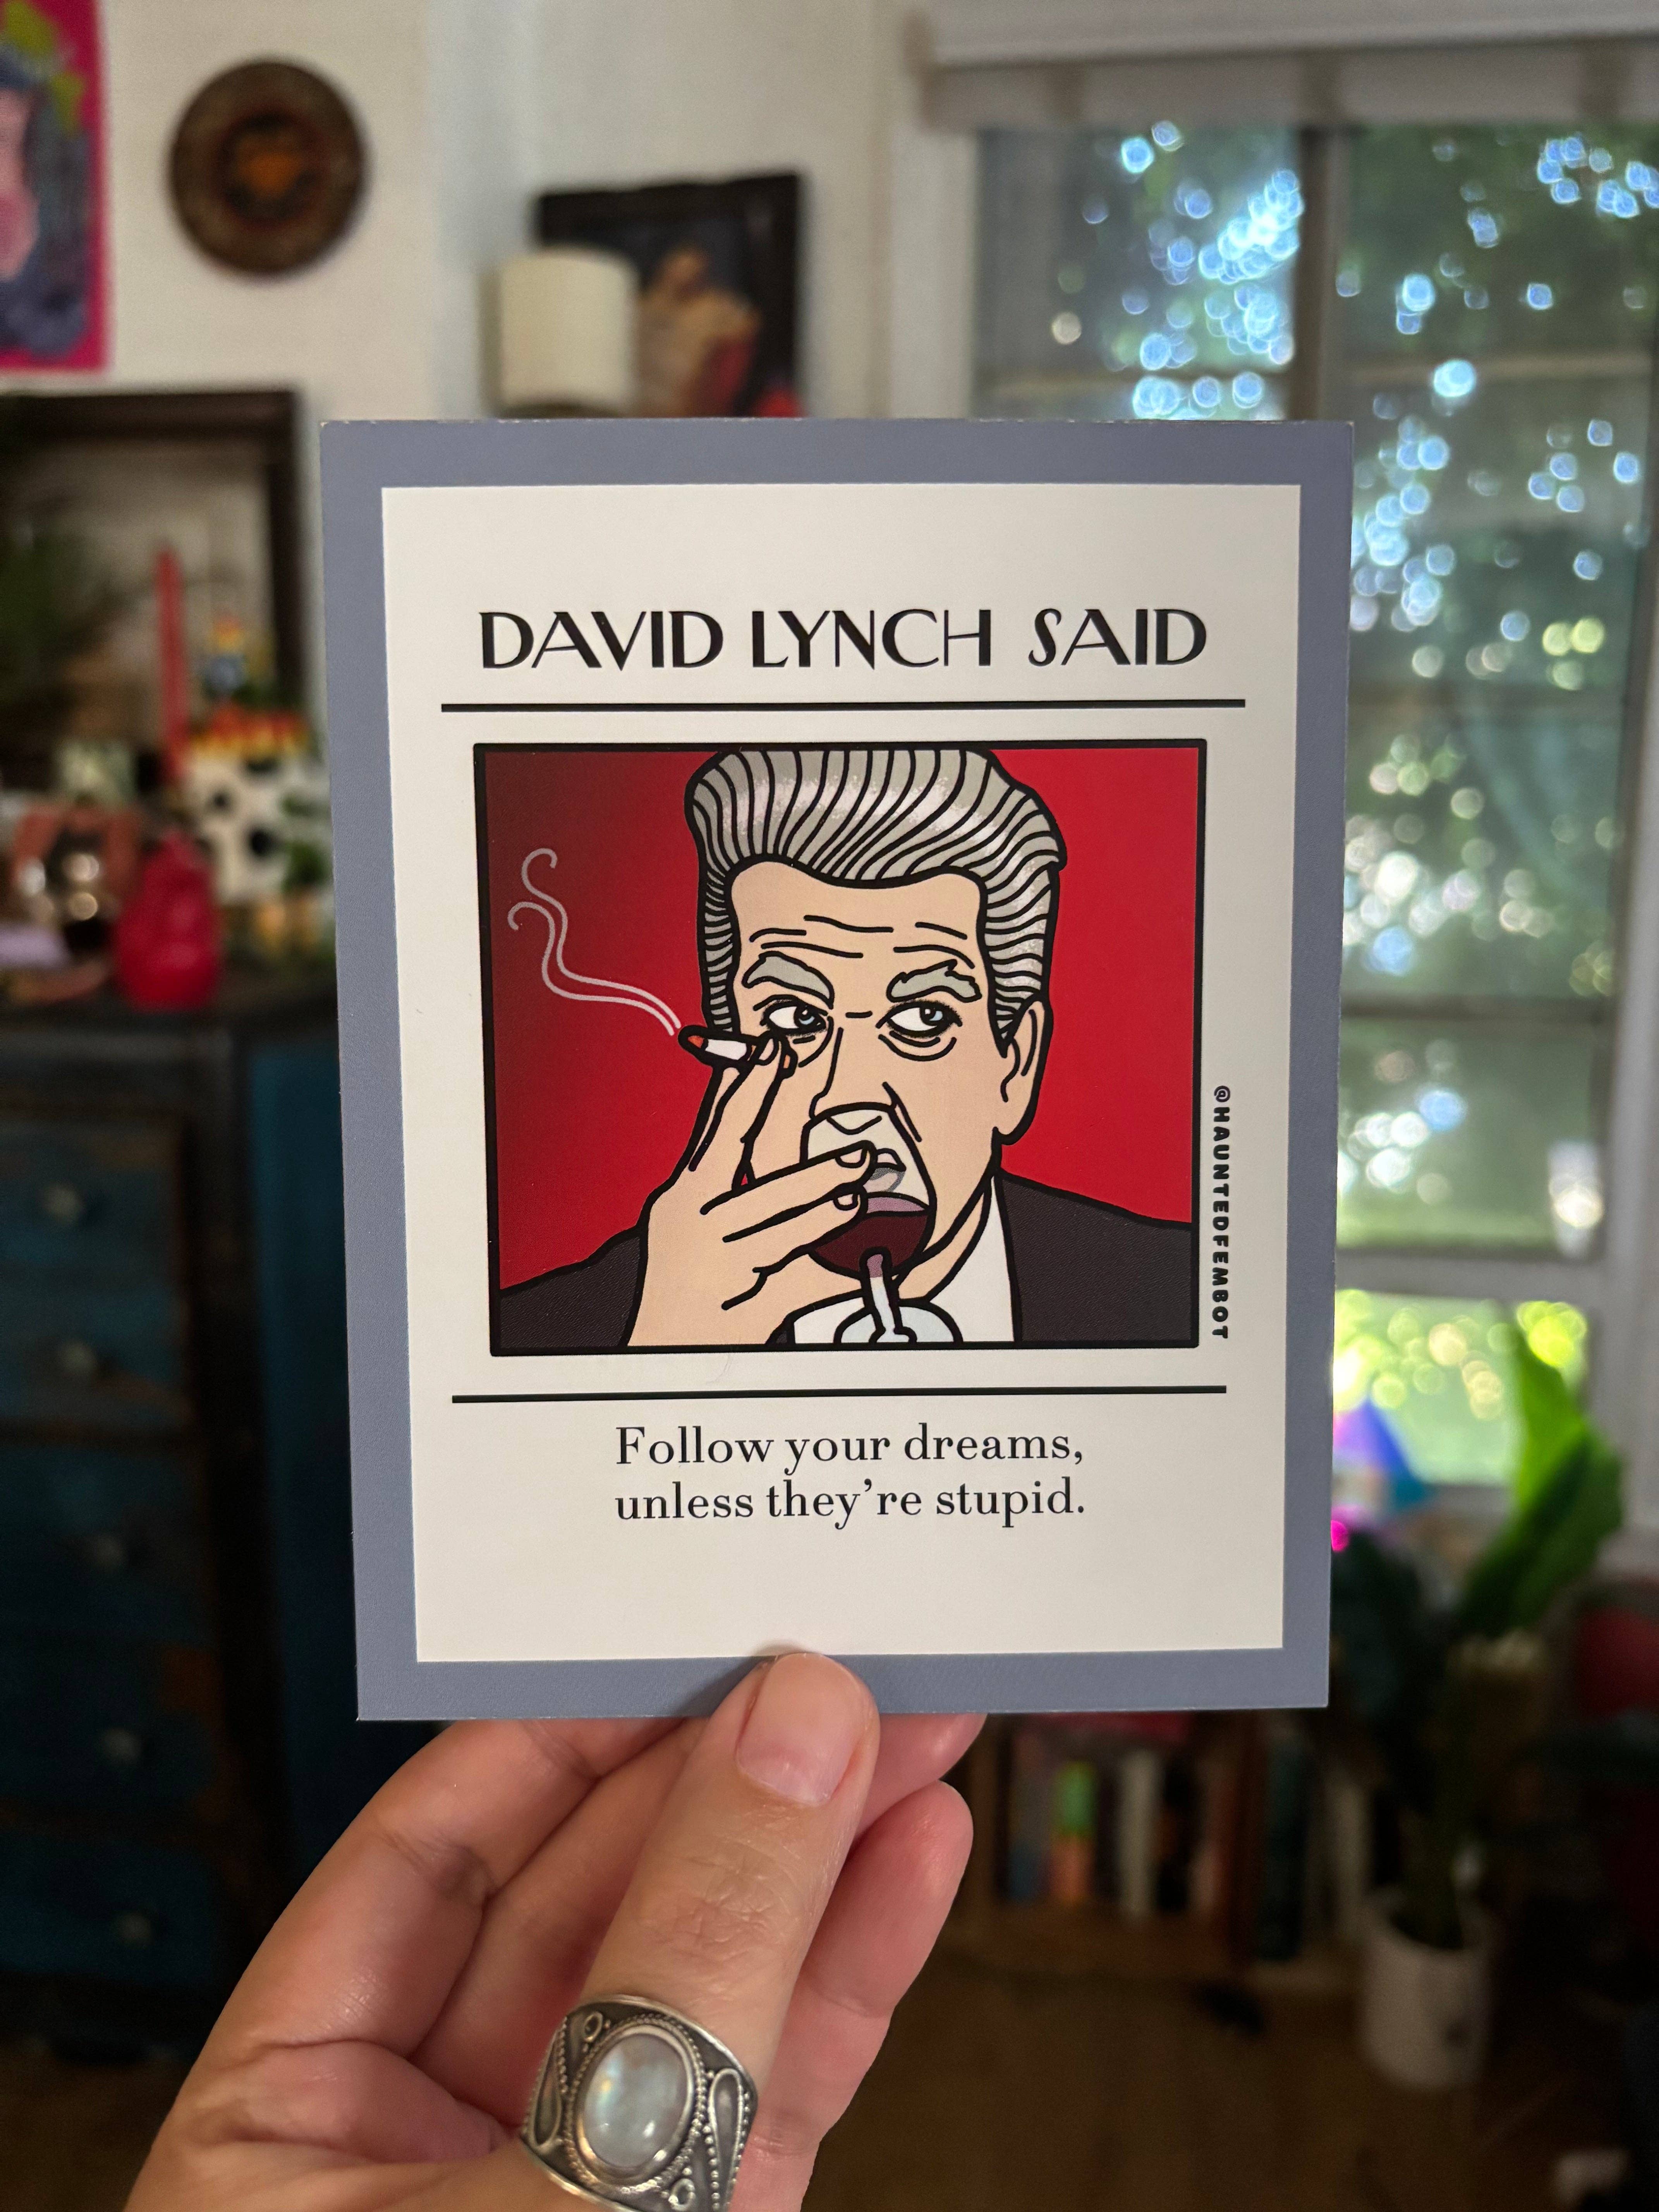 DAVID LYNCH SAID
@HAUNTEDFEMBOT
Follow your dreams,
unless they're stupid.